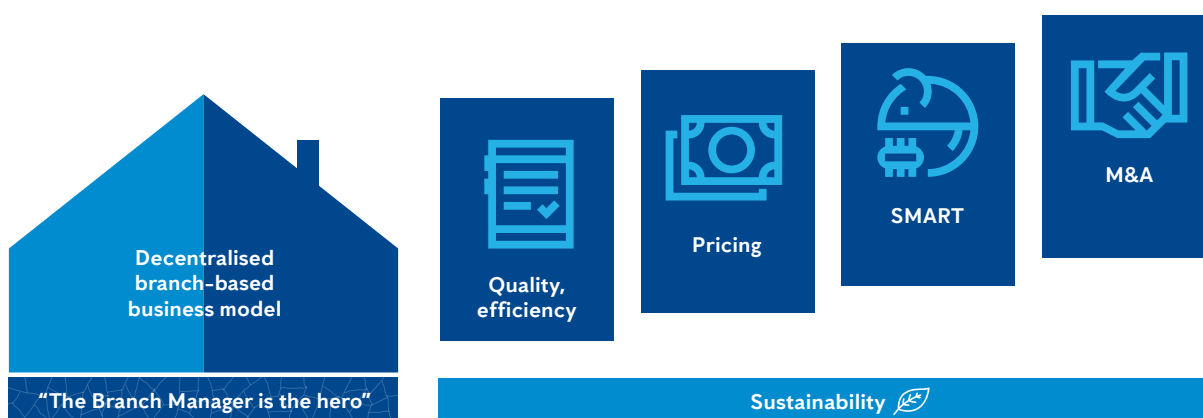 Decentralised
branch-based
business model
“The Branch Manager is the hero”
Quality,
efficiency
Pricing
SMART
M&A
Sustainability